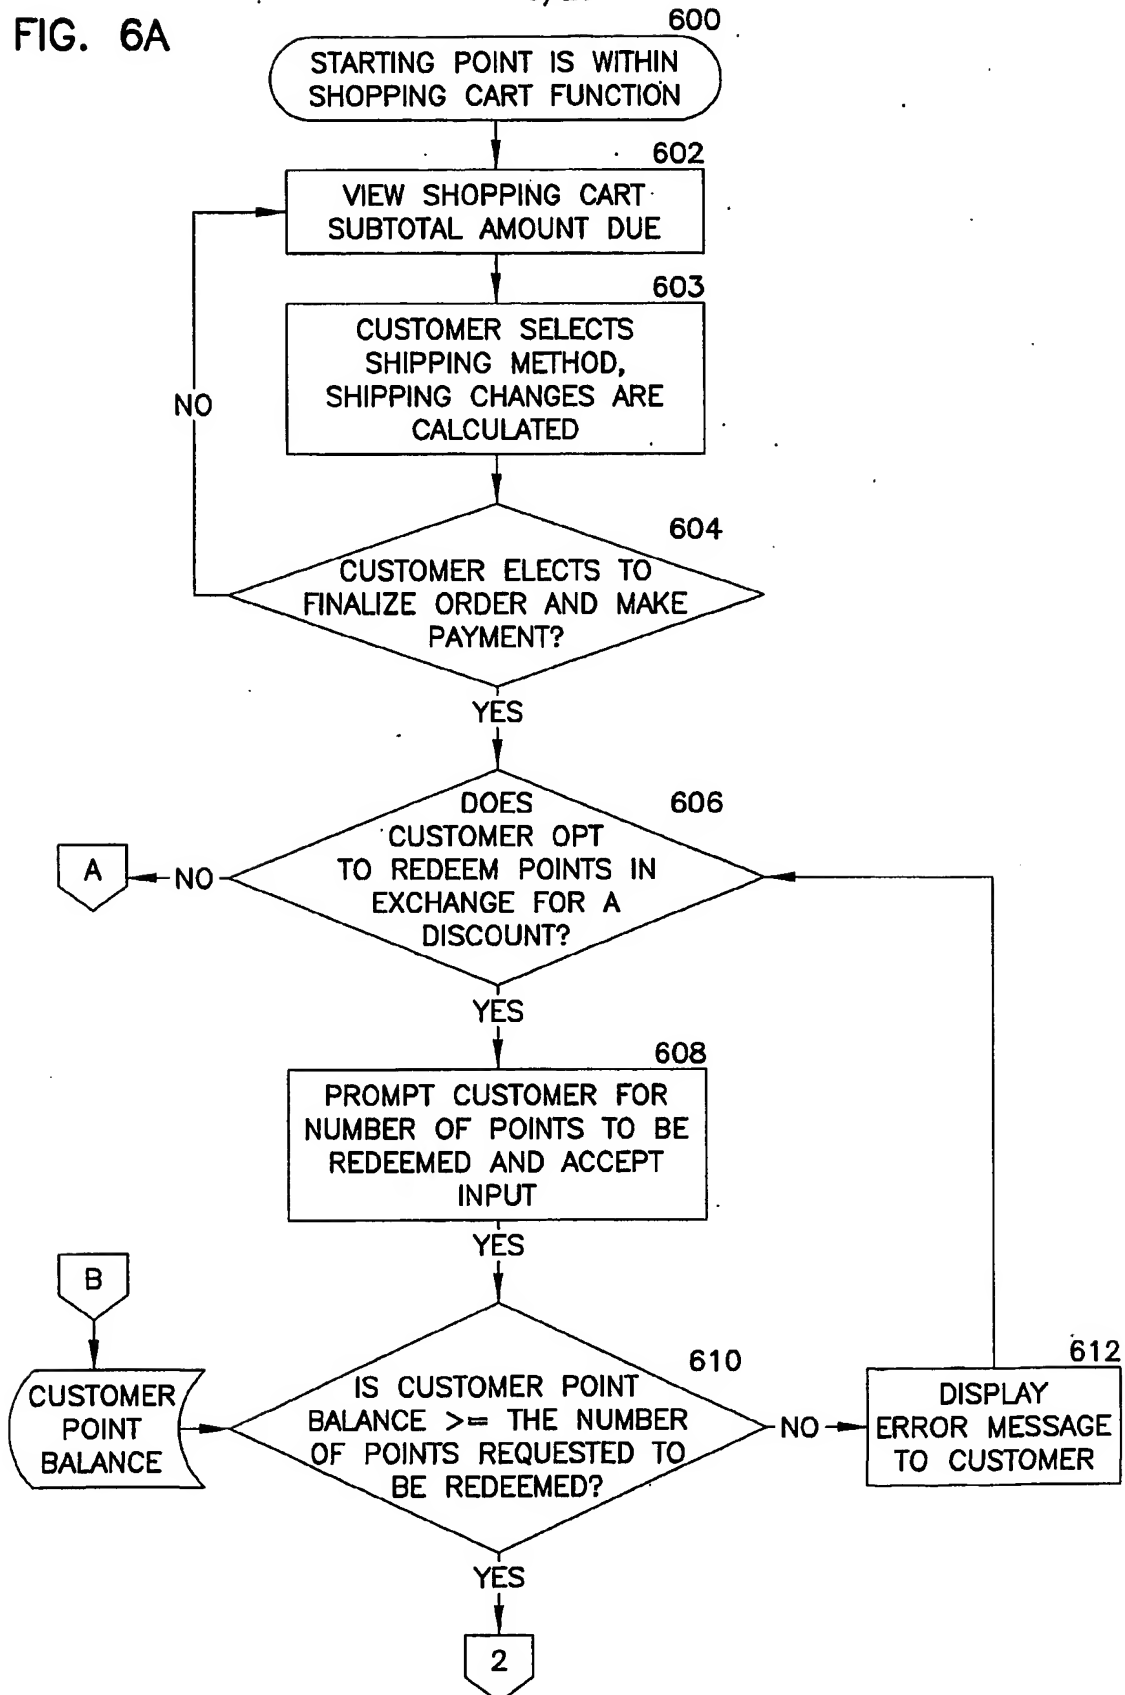 FIG. 6A
600
STARTING POINT IS WITHIN
SHOPPING CART FUNCTION
602
VIEW SHOPPING CART
SUBTOTAL AMOUNT DUE
603
CUSTOMER SELECTS
SHIPPING METHOD,
SHIPPING CHANGES ARE
CALCULATED
NO
604
CUSTOMER ELECTS TO
FINALIZE ORDER AND MAKE
PAYMENT?
YES
606
DOES
CUSTOMER OPT
TO REDEEM POINTS IN
EXCHANGE FOR A
DISCOUNT?
NO
A
YES
608
PROMPT CUSTOMER FOR
NUMBER OF POINTS TO BE
REDEEMED AND ACCEPT
INPUT
YES
B
CUSTOMER
POINT
BALANCE
610
IS CUSTOMER POINT
BALANCE >= THE NUMBER
OF POINTS REQUESTED TO
BE REDEEMED?
NO
612
DISPLAY
ERROR MESSAGE
TO CUSTOMER
YES
2